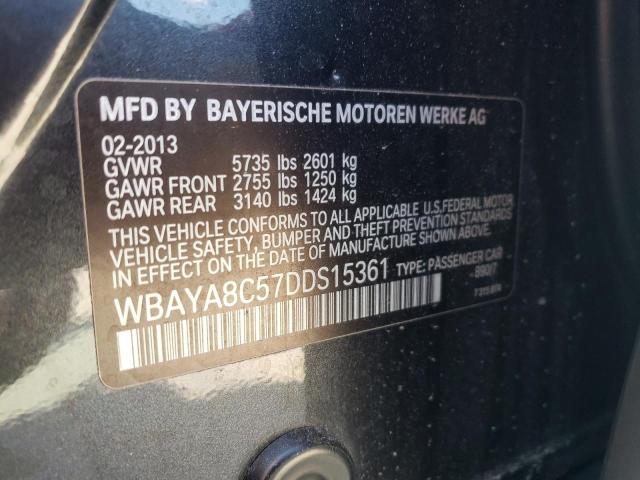 MFD BY BAYERISCHE MOTOREN WERKE AG
02-2013
GVWR 5735 lbs 2601 kg
GAWR FRONT 2755 lbs 1250 kg
GAWR REAR 3140 lbs 1424 kg
THIS VEHICLE CONFORMS TO ALL APPLICABLE U.S.FEDERAL MOTOR
VEHICLE SAFETY, BUMPER AND THEFT PREVENTION STANDARDS
IN EFFECT ON THE DATE OF MANUFACTURE SHOWN ABOVE.
WBAYA8C57DDS15361 TYPE: PASSENGER CAR